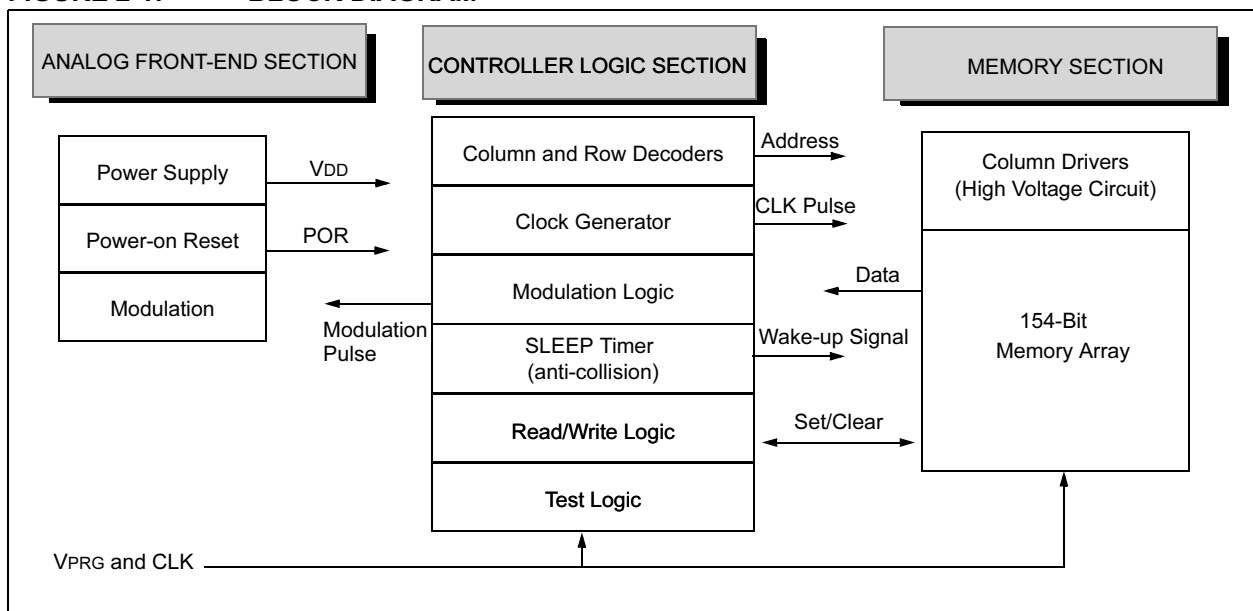 ANALOG FRONT-END SECTION
CONTROLLER LOGIC SECTION
MEMORY SECTION
Power Supply
VDD
Power-on Reset
POR
Modulation
Modulation
Pulse
Column and Row Decoders
Address
Clock Generator
CLK Pulse
Modulation Logic
Data
SLEEP Timer
(anti-collision)
Wake-up Signal
Read/Write Logic
Set/Clear
Test Logic
Column Drivers
(High Voltage Circuit)
154-Bit
Memory Array
VPRG and CLK